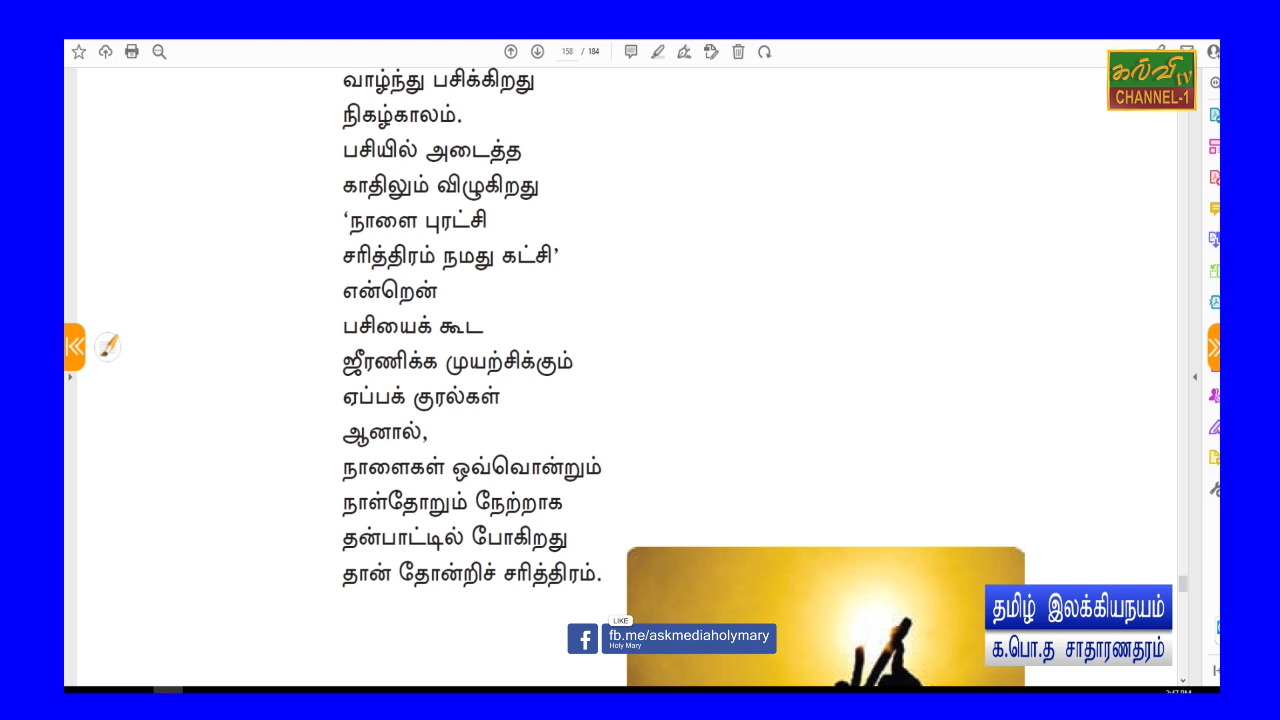 158 / 184
கல்வி TV
CHANNEL-1
வாழ்ந்து பசிக்கிறது
நிகழ்காலம்.
பசியில் அடைத்த
காதிலும் விழுகிறது
‘நாளை புரட்சி
சரித்திரம் நமது கட்சி’
என்றென்
பசியைக் கூட
ஜீரணிக்க முயற்சிக்கும்
ஏப்பக் குரல்கள்
ஆனால்,
நாளைகள் ஒவ்வொன்றும்
நாள்தோறும் நேற்றாக
தன்பாட்டில் போகிறது
தான் தோன்றிச் சரித்திரம்.
தமிழ் இலக்கியநயம்
க.பொ.த சாதாரணதரம்
LIKE
fb.me/askmediaholymary
Holy Mary